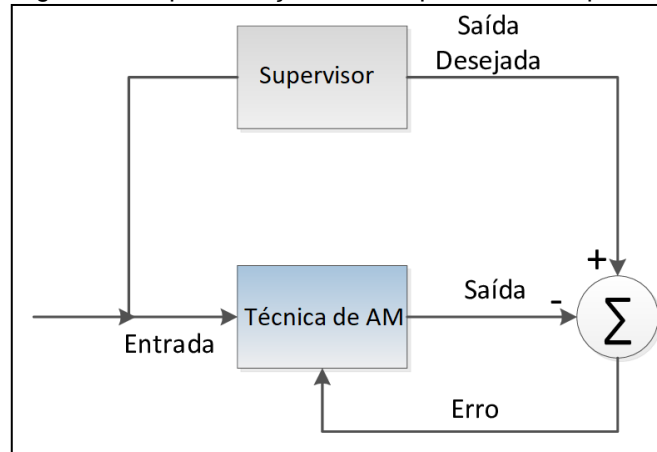 Saída
Desejada
Supervisor
+
Técnica de AM
Saída
-
Σ
Entrada
Erro